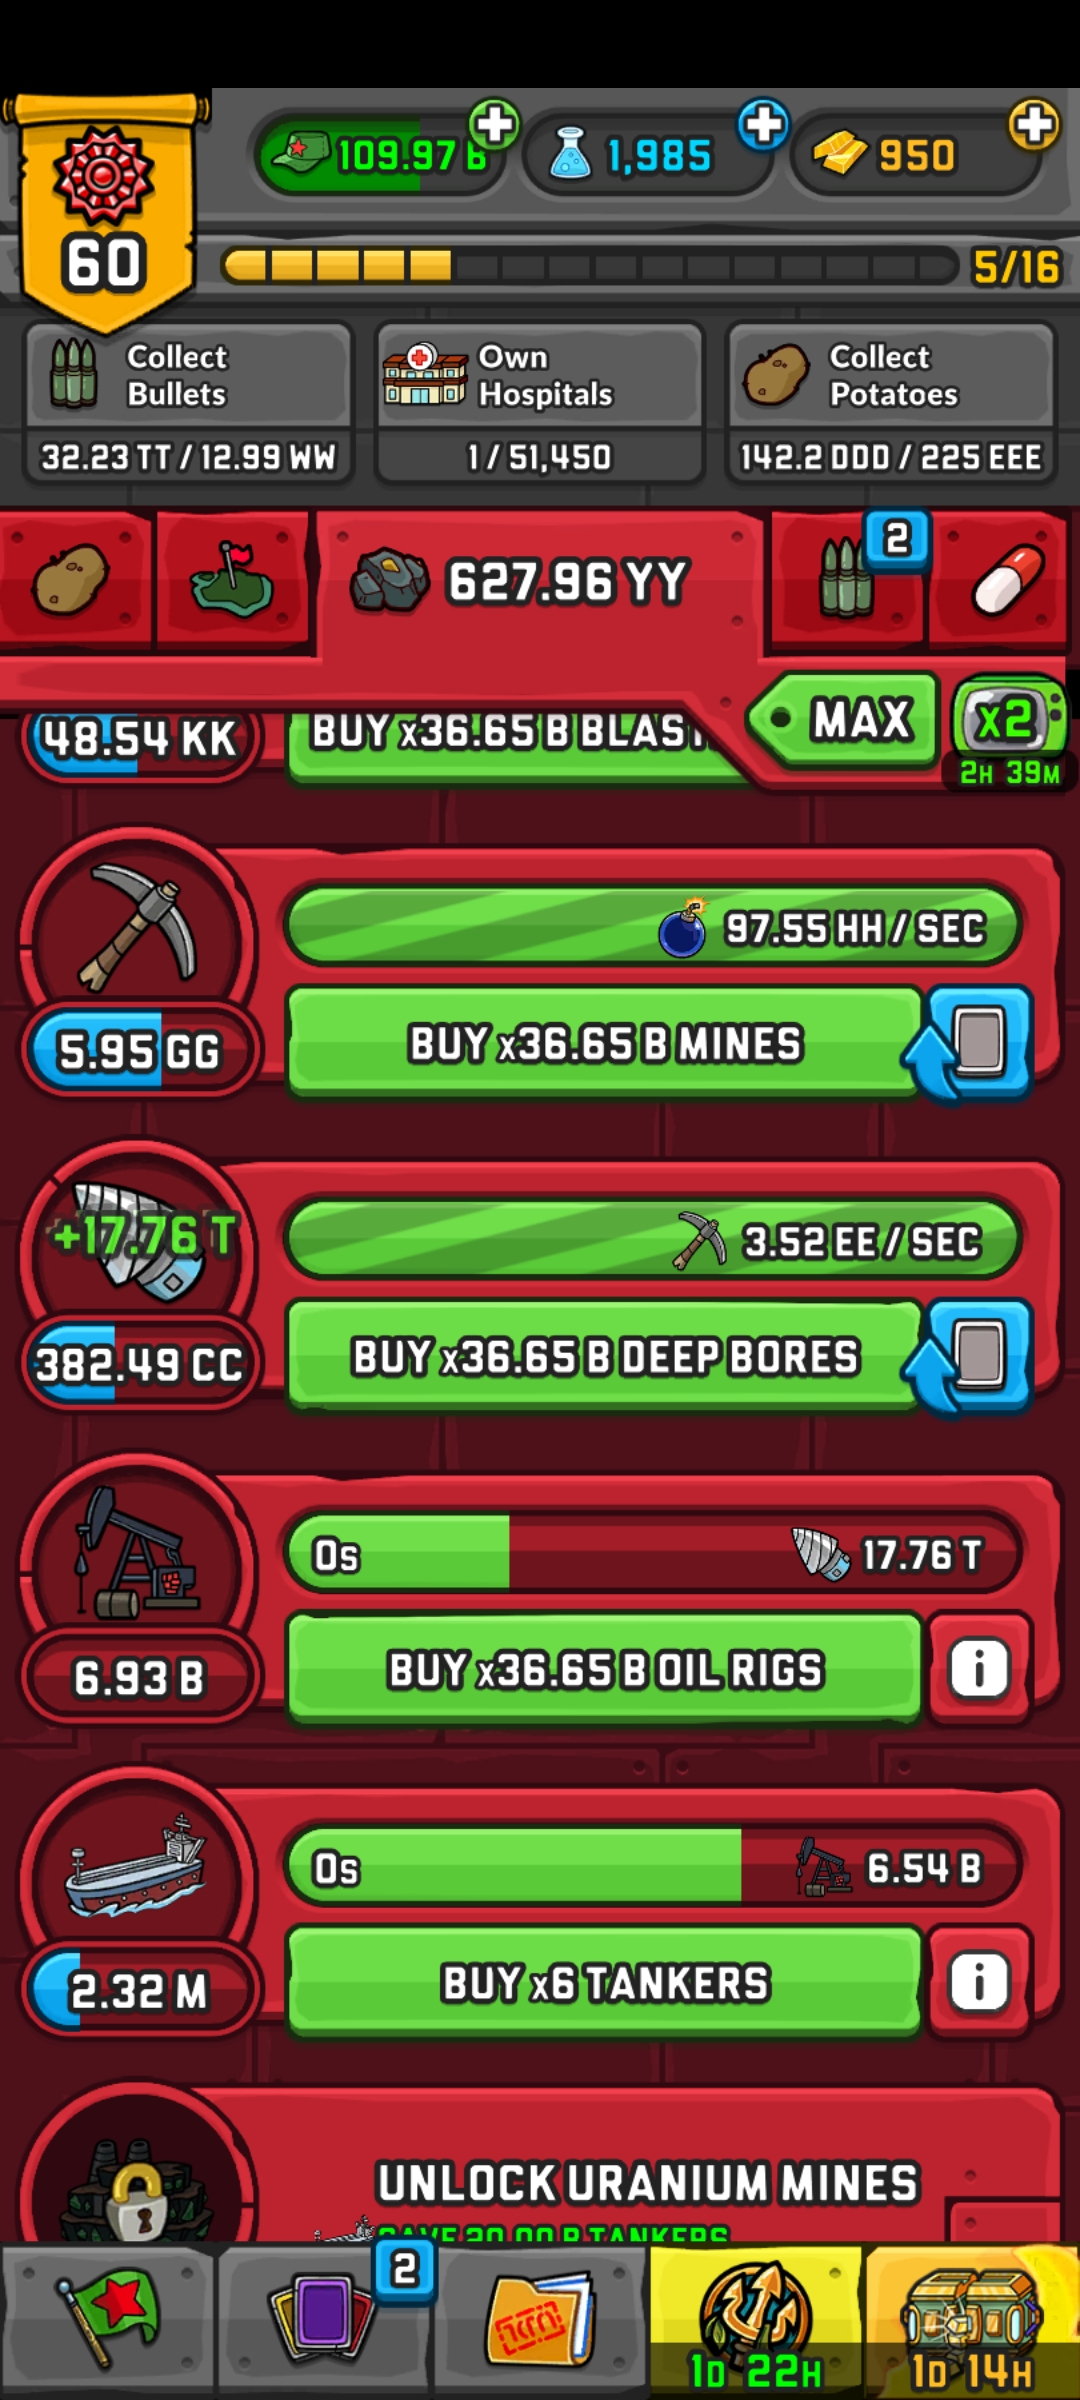 109.97 B
1,985
950
60
5/16
Collect
Bullets
32.23 TT / 12.99 WW
Own
Hospitals
1 / 51,450
Collect
Potatoes
142.2 DDD / 225 EEE
627.96 YY
2
MAX
x2
2H 39M
48.54 KK
BUY x36.65 B BLAST
97.55 HH / SEC
5.95 GG
BUY x36.65 B MINES
+17.76 T
3.52 EE / SEC
382.49 CC
BUY x36.65 B DEEP BORES
0s
17.76 T
6.93 B
BUY x36.65 B OIL RIGS
i
0s
6.54 B
2.32 M
BUY x6 TANKERS
i
UNLOCK URANIUM MINES
TANKERS
2
1D 22H
1D 14H